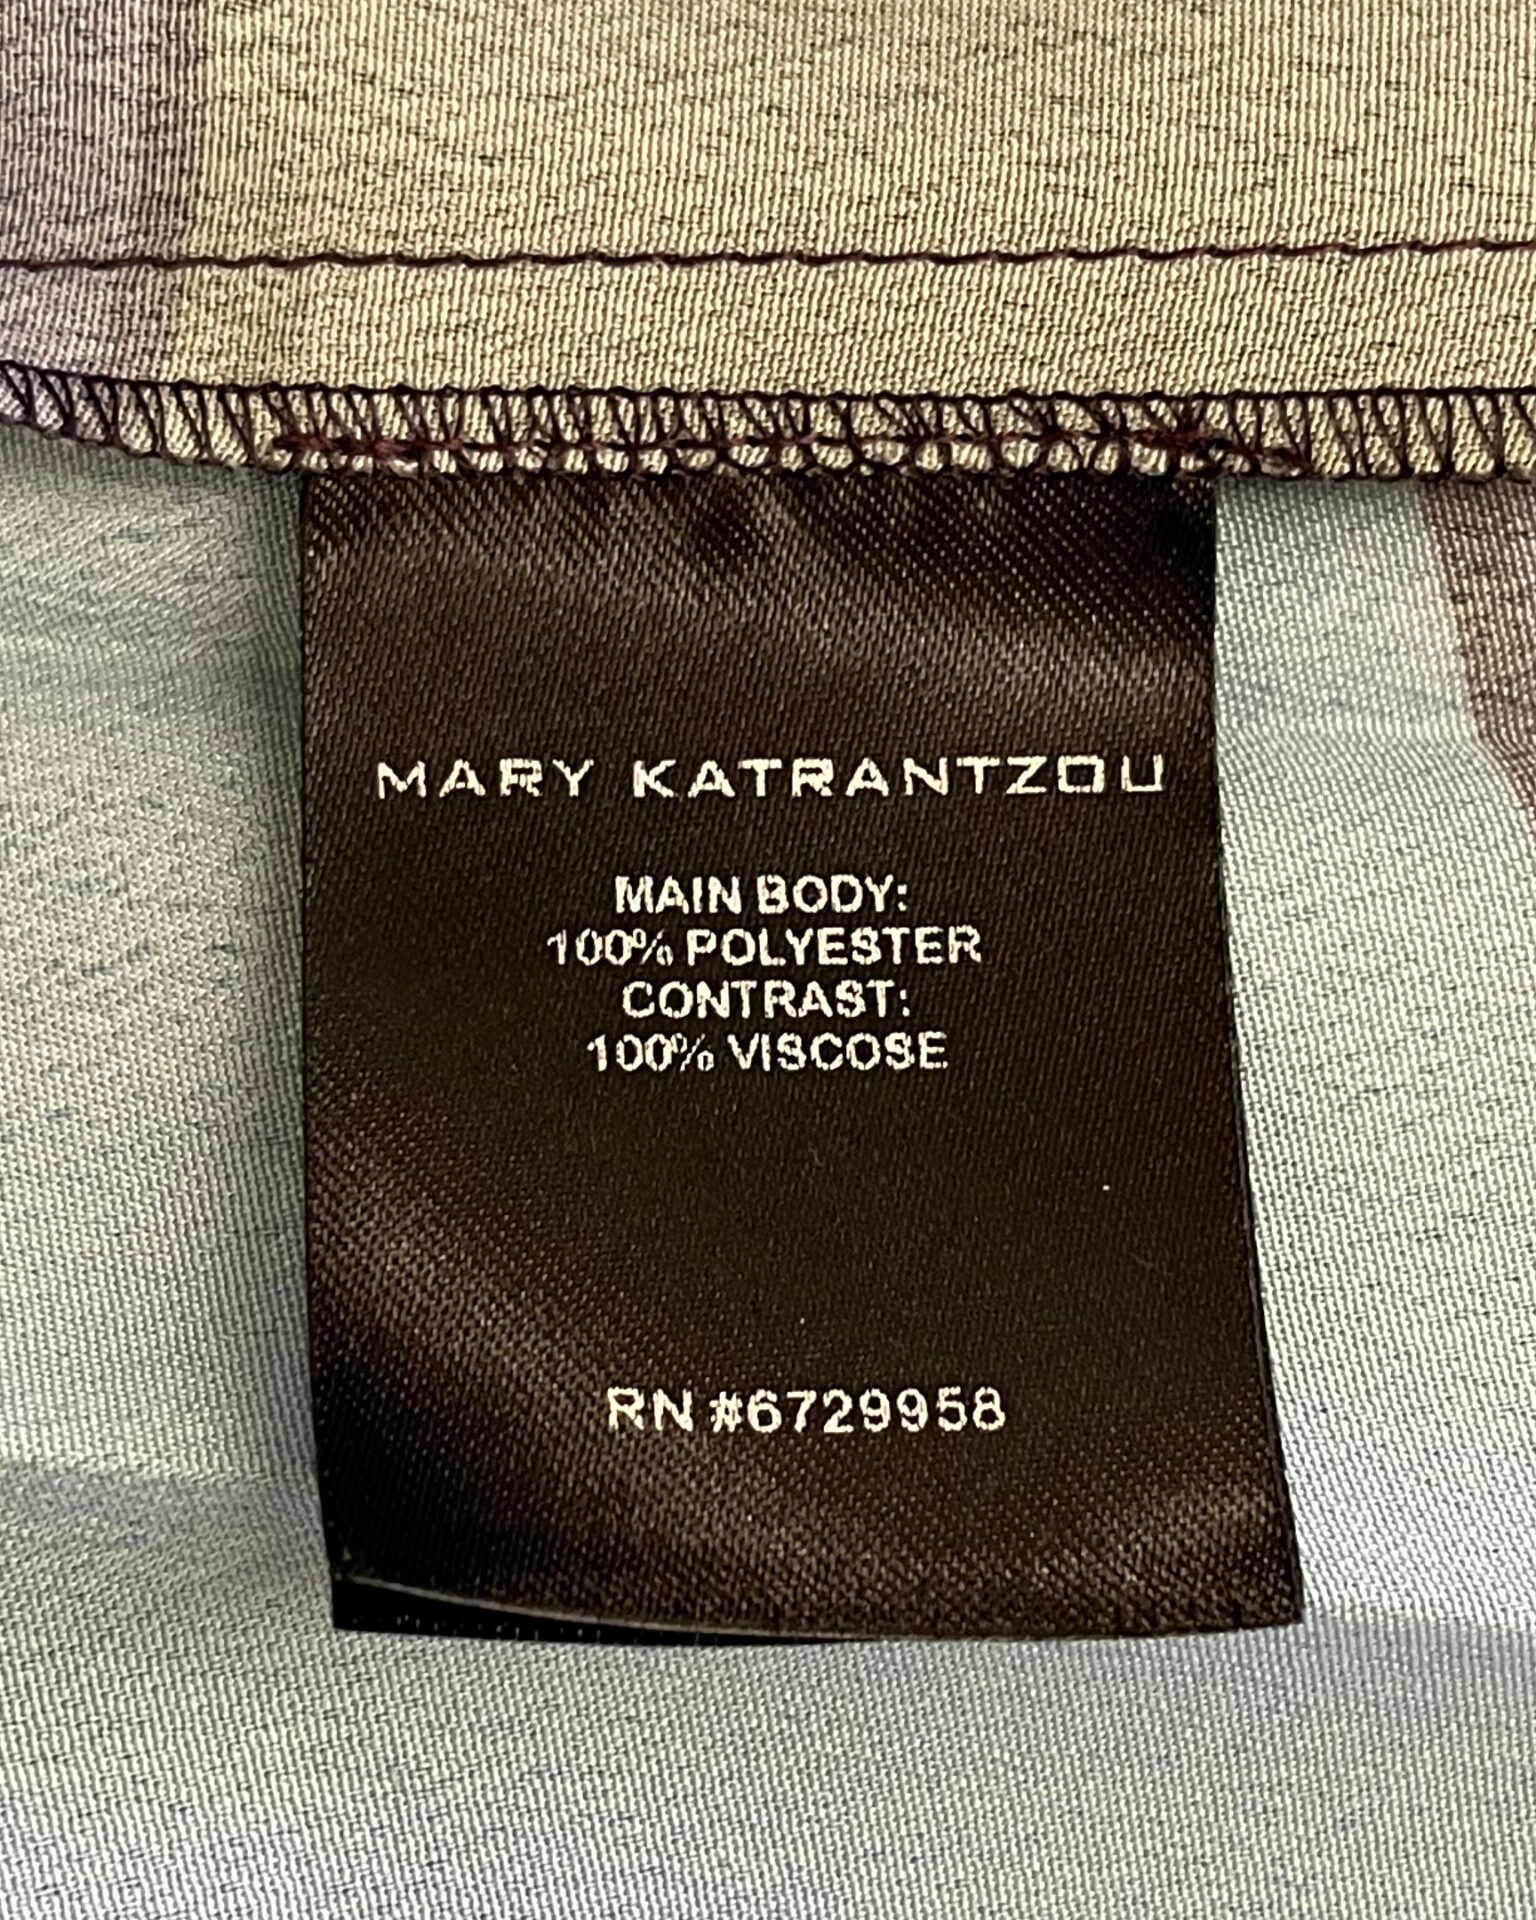 MARY KATRANTZOU
MAIN BODY:
100% POLYESTER
CONTRAST:
100% VISCOSE
RN #6729958